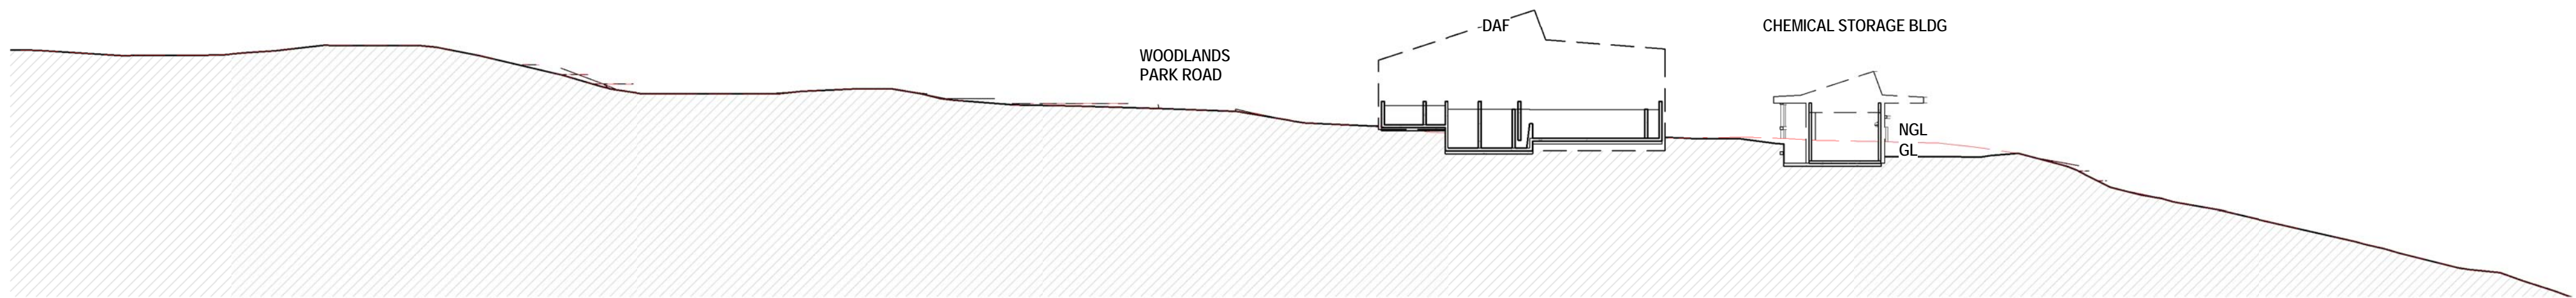 DAF
CHEMICAL STORAGE BLDG
WOODLANDS
PARK ROAD
NGL
GL